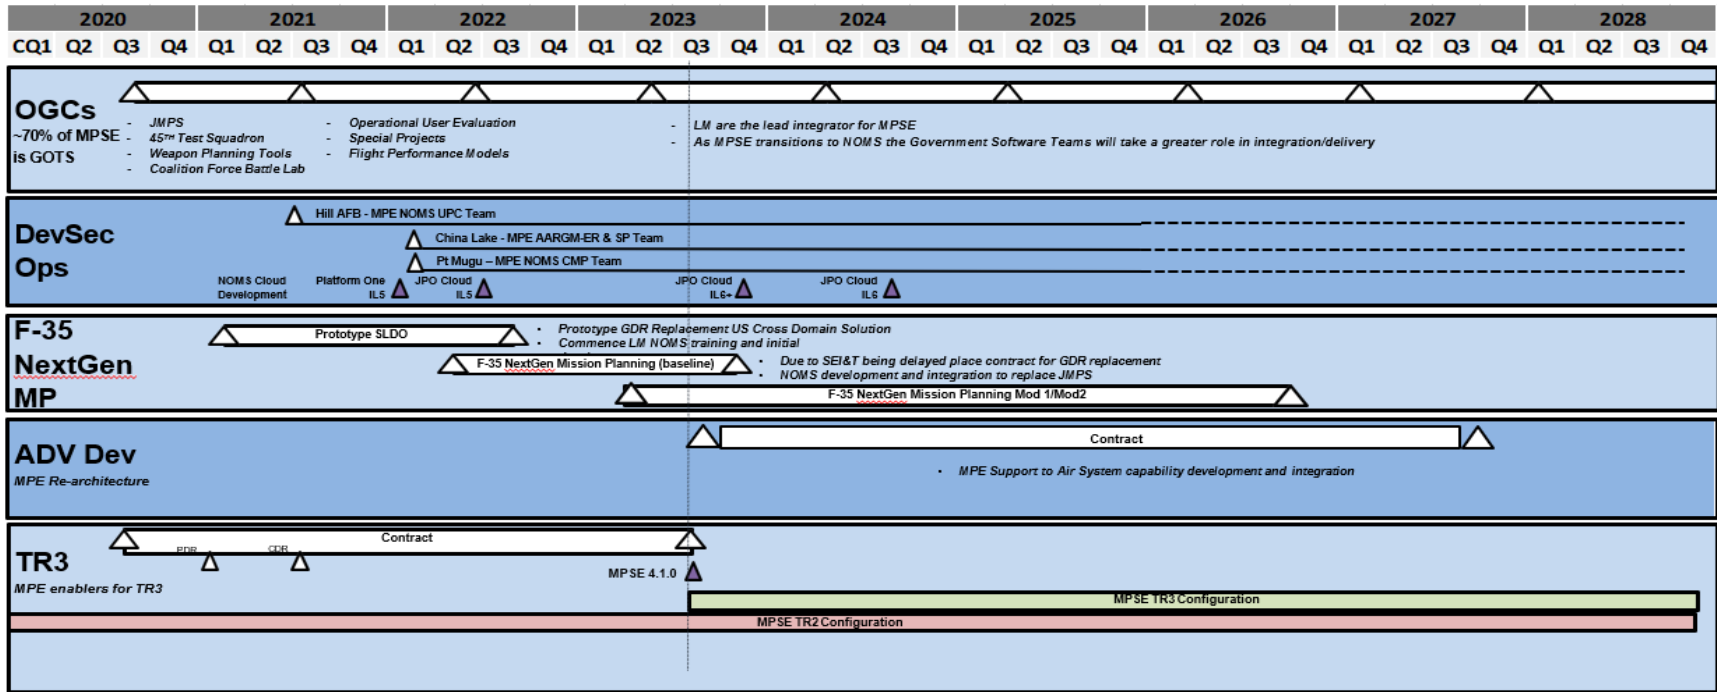 2020 2021 2022 2023 2024 2025 2026 2027 2028
CQ1 Q2 Q3 Q4 Q1 Q2 Q3 Q4 Q1 Q2 Q3 Q4 Q1 Q2 Q3 Q4 Q1 Q2 Q3 Q4 Q1 Q2 Q3 Q4 Q1 Q2 Q3 Q4 Q1 Q2 Q3 Q4 Q1 Q2 Q3 Q4
OGCs
~70% of MPSE
is GOTS
- JMPS
- 45TH Test Squadron
- Weapon Planning Tools
- Coalition Force Battle Lab
- Operational User Evaluation
- Special Projects
- Flight Performance Models
- LM are the lead integrator for MPSE
- As MPSE transitions to NOMS the Government Software Teams will take a greater role in integration/delivery
DevSec
Ops
Hill AFB - MPE NOMS UPC Team
China Lake - MPE AARGM-ER & SP Team
Pt Mugu – MPE NOMS CMP Team
NOMS Cloud
Development
Platform One
IL5
JPO Cloud
IL5
JPO Cloud
IL6+
JPO Cloud
IL6
F-35
NextGen
MP
Prototype SLDO
• Prototype GDR Replacement US Cross Domain Solution
• Commence LM NOMS training and initial
F-35 NextGen Mission Planning (baseline)
• Due to SEI&T being delayed place contract for GDR replacement
• NOMS development and integration to replace JMPS
F-35 NextGen Mission Planning Mod 1/Mod2
ADV Dev
MPE Re-architecture
Contract
• MPE Support to Air System capability development and integration
TR3
MPE enablers for TR3
Contract
PDR
CDR
MPSE 4.1.0
MPSE TR3 Configuration
MPSE TR2 Configuration